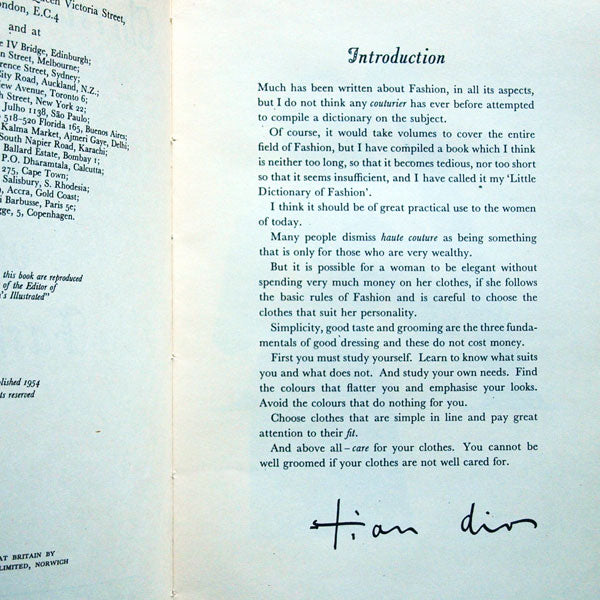 Queen Victoria Street,
London, E.C.4
and at
IV Bridge, Edinburgh;
Street, Melbourne;
Street, Sydney;
City Road, Auckland, N.Z.;
Avenue, Toronto 6;
Street, New York 22;
Julho 1138, São Paulo;
518-520 Florida 165, Buenos Aires;
Kalma Market, Ajmeri Gaye, Delhi;
South Napier Road, Karachi;
Ballard Estate, Bombay 1;
P.O. Dharamtala, Calcutta;
275, Cape Town;
Salisbury, S. Rhodesia;
Accra, Gold Coast;
Barbusse, Paris 5e;
5, Copenhagen.
this book are reproduced
of the Editor of
Illustrated"
1954
reserved
AT BRITAIN BY
LIMITED, NORWICH
Introduction
Much has been written about Fashion, in all its aspects,
but I do not think any couturier has ever before attempted
to compile a dictionary on the subject.
Of course, it would take volumes to cover the entire
field of Fashion, but I have compiled a book which I think
is neither too long, so that it becomes tedious, nor too short
so that it seems insufficient, and I have called it my 'Little
Dictionary of Fashion'.
I think it should be of great practical use to the women
of today.
Many people dismiss haute couture as being something
that is only for those who are very wealthy.
But it is possible for a woman to be elegant without
spending very much money on her clothes, if she follows
the basic rules of Fashion and is careful to choose the
clothes that suit her personality.
Simplicity, good taste and grooming are the three funda-
mentals of good dressing and these do not cost money.
First you must study yourself. Learn to know what suits
you and what does not. And study your own needs. Find
the colours that flatter you and emphasise your looks.
Avoid the colours that do nothing for you.
Choose clothes that are simple in line and pay great
attention to their fit.
And above all – care for your clothes. You cannot be
well groomed if your clothes are not well cared for.
tian dior